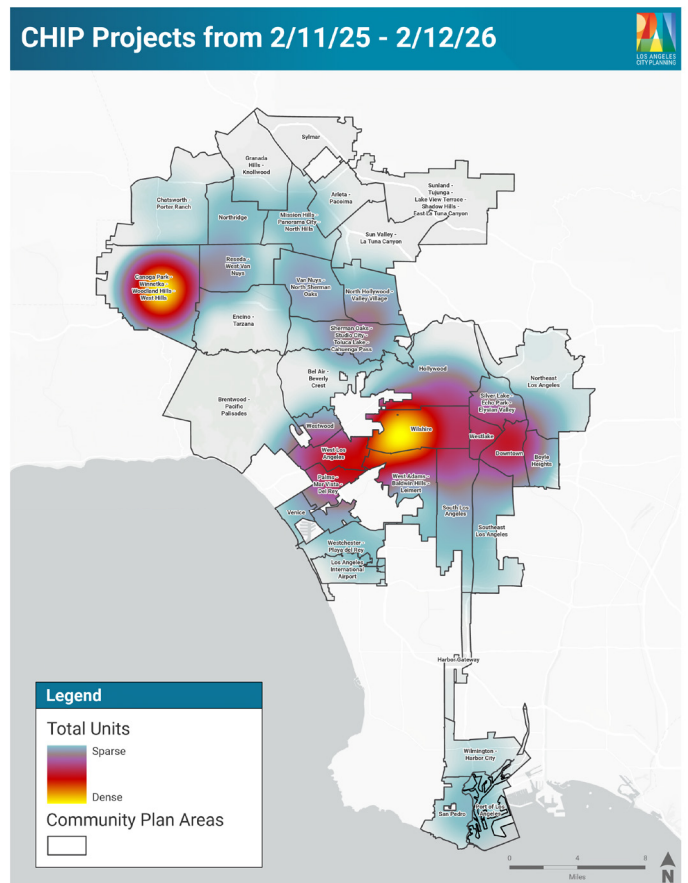 CHIP Projects from 2/11/25 - 2/12/26
LOS ANGELES
CITY PLANNING
Sylmar
Granada
Hills -
Knollwood
Sunland -
Tujunga -
Lake View Terrace -
Shadow Hills -
East La Tuna Canyon
Arleta -
Pacoima
Chatsworth
Porter Ranch
Northridge
Mission Hills -
Panorama City -
North Hills
Sun Valley -
La Tuna Canyon
Reseda -
West Van
Nuys
Canoga Park -
Winnetka -
Woodland Hills -
West Hills
Van Nuys -
North Sherman
Oaks
North Hollywood -
Valley Village
Encino -
Tarzana
Sherman Oaks -
Studio City -
Toluca Lake -
Cahuenga Pass
Bel Air -
Beverly
Crest
Hollywood
Northeast
Los Angeles
Brentwood -
Pacific
Palisades
Silver Lake -
Echo Park -
Elysian Valley
Westwood
Wilshire
Westlake
West Los
Angeles
Downtown
Boyle
Heights
Palms -
Mar Vista -
Del Rey
West Adams -
Baldwin Hills -
Leimert
Venice
South Los
Angeles
Southeast
Los Angeles
Westchester -
Playa del Rey
Los Angeles
International
Airport
Harbor Gateway
Wilmington -
Harbor City
San Pedro
Port of Los
Angeles
Legend
Total Units
Sparse
Dense
Community Plan Areas
0 4 8
Miles
N